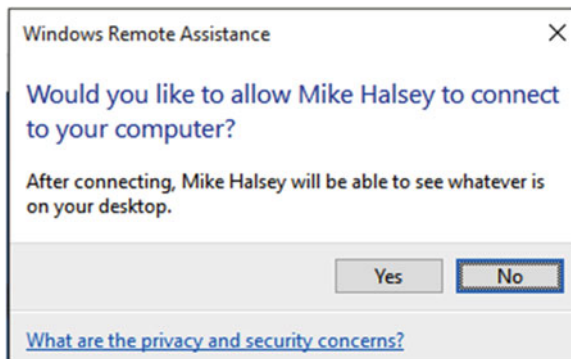 Windows Remote Assistance
Would you like to allow Mike Halsey to connect
to your computer?
After connecting, Mike Halsey will be able to see whatever is
on your desktop.
Yes No
What are the privacy and security concerns?